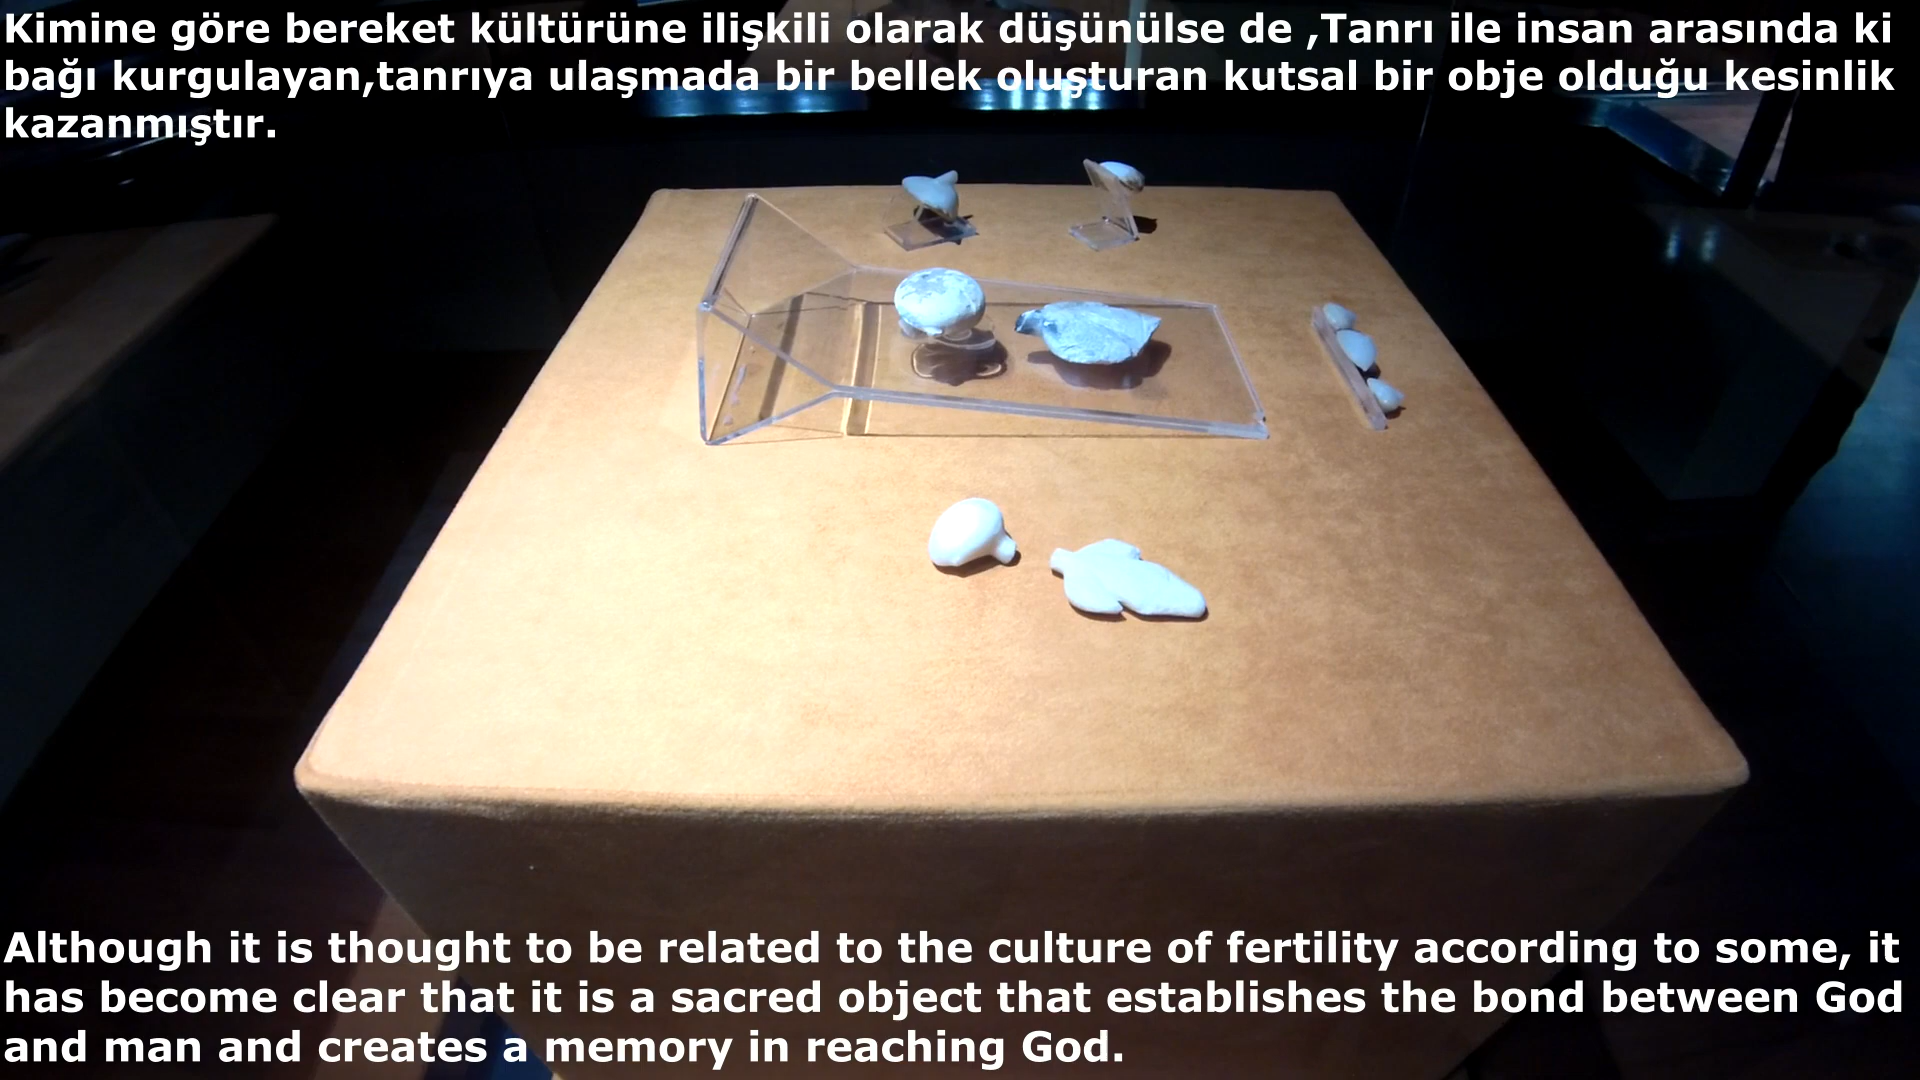 Kimine göre bereket kültürüne ilişkili olarak düşünülse de ,Tanrı ile insan arasında ki
bağı kurgulayan,tanrıya ulaşmada bir bellek oluşturan kutsal bir obje olduğu kesinlik
kazanmıştır.
Although it is thought to be related to the culture of fertility according to some, it
has become clear that it is a sacred object that establishes the bond between God
and man and creates a memory in reaching God.